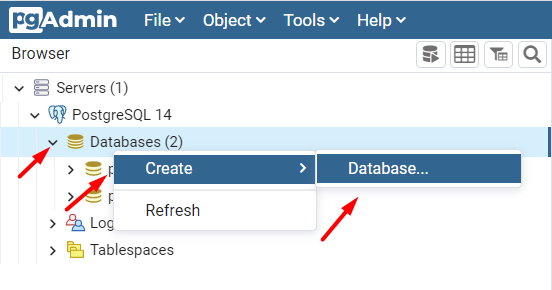 pgAdmin File Object Tools Help
Browser
Servers (1)
PostgreSQL 14
Databases (2)
Create Database...
Refresh
Tablespaces